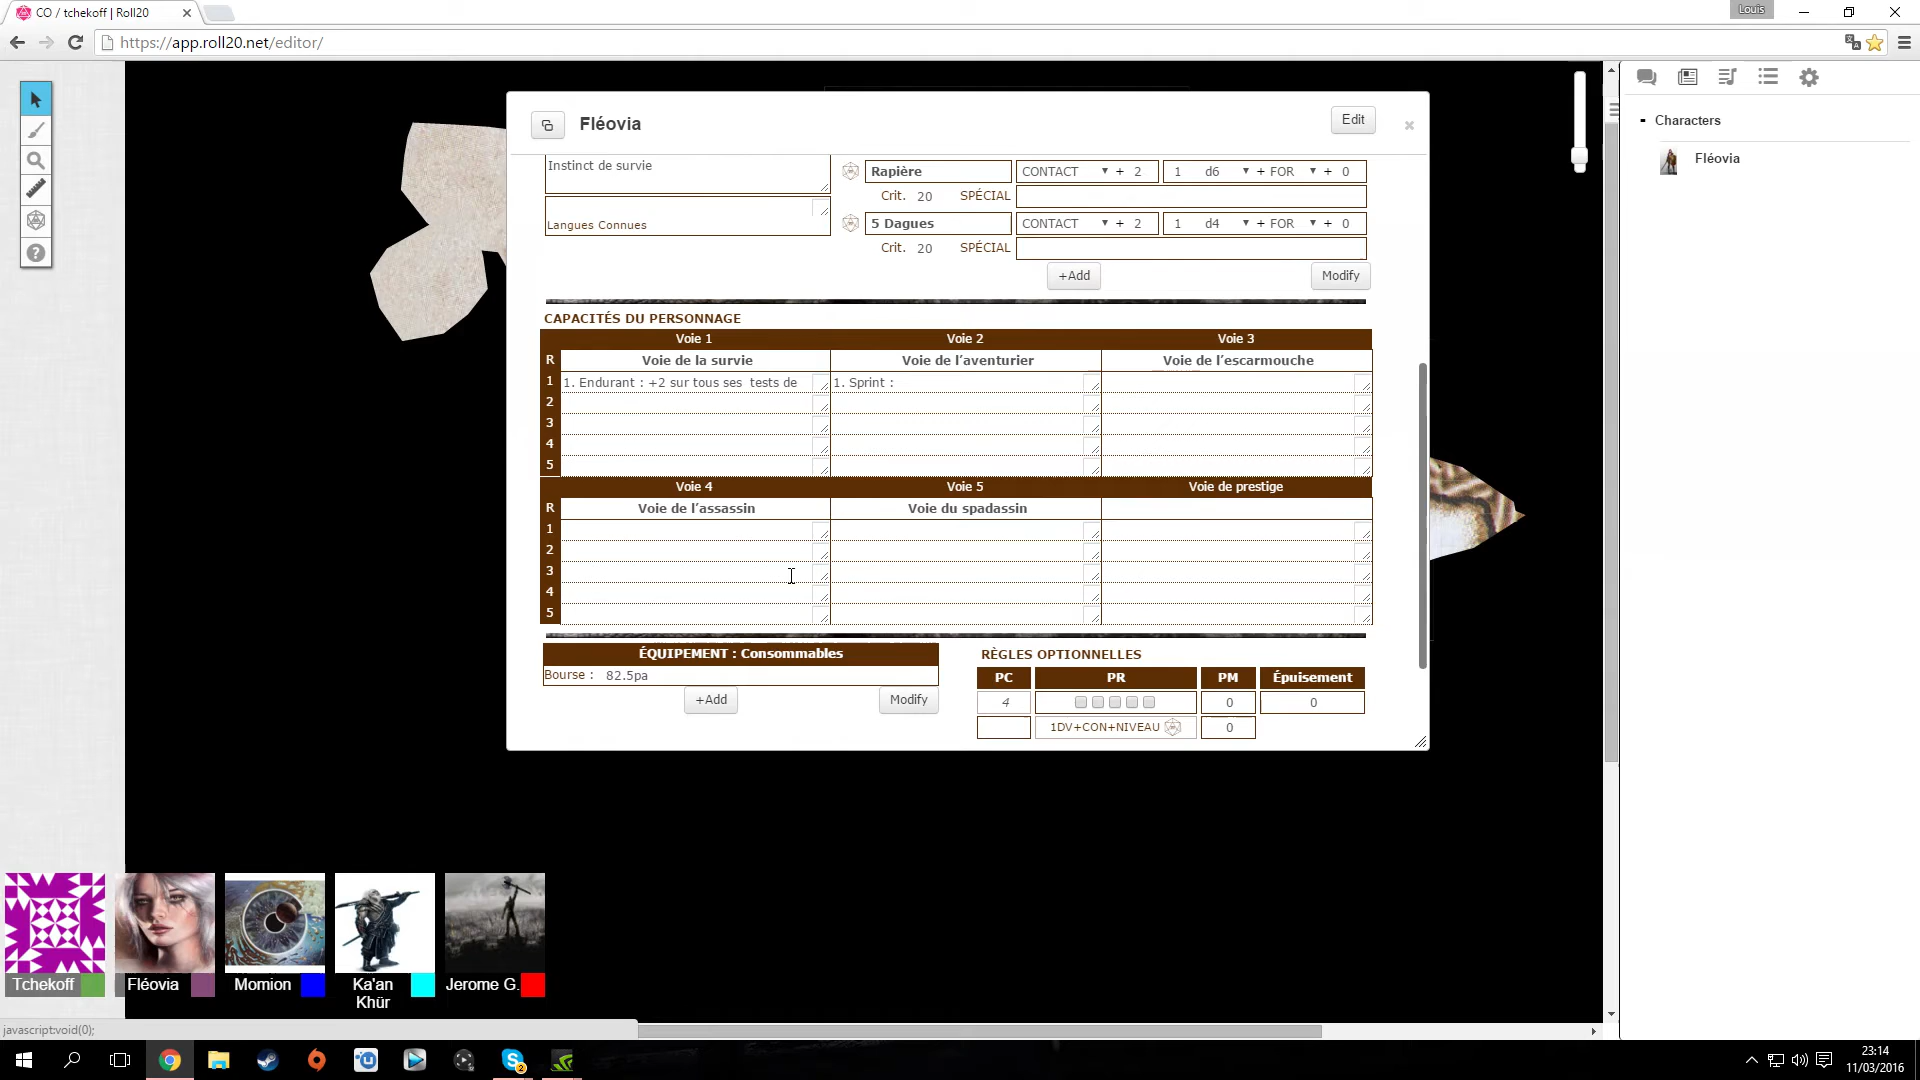 CO / tchekoff | Roll20
Louis
https://app.roll20.net/editor/
Fléovia
Edit
Characters
Fléovia
Instinct de survie
Langues Connues
Rapière CONTACT + 2 1 d6 + FOR + 0
Crit. 20 SPÉCIAL
5 Dagues CONTACT + 2 1 d4 + FOR + 0
Crit. 20 SPÉCIAL
+Add Modify
CAPACITÉS DU PERSONNAGE
Voie 1 Voie 2 Voie 3
R Voie de la survie Voie de l’aventurier Voie de l’escarmouche
1 1. Endurant : +2 sur tous ses tests de 1. Sprint :
2
3
4
5
Voie 4 Voie 5 Voie de prestige
R Voie de l’assassin Voie du spadassin
1
2
3
4
5
ÉQUIPEMENT : Consommables
Bourse : 82.5pa
+Add Modify
RÈGLES OPTIONNELLES
PC PR PM Épuisement
4 0 0
1DV+CON+NIVEAU 0
Tchekoff Fléovia Momion Ka'an Khür Jerome G.
javascript:void(0);
2
23:14
11/03/2016